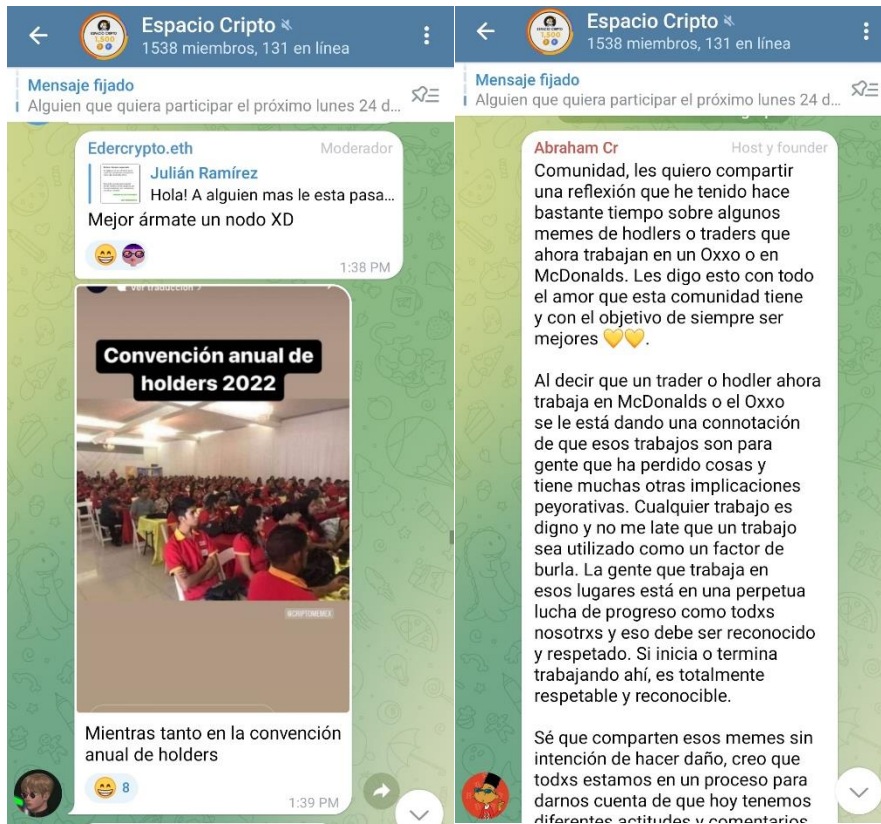 Espacio Cripto
1538 miembros, 131 en línea
Mensaje fijado
Alguien que quiera participar el próximo lunes 24 d...
Edercrypto.eth
Moderador
Julián Ramírez
Hola! A alguien mas le esta pasa...
Mejor ármate un nodo XD
1:38 PM
Ver traducción >
Convención anual de
holders 2022
@CRIPTOMEMEX
Mientras tanto en la convención
anual de holders
8
1:39 PM
Espacio Cripto
1538 miembros, 131 en línea
Mensaje fijado
Alguien que quiera participar el próximo lunes 24 d...
Abraham Cr
Host y founder
Comunidad, les quiero compartir
una reflexión que he tenido hace
bastante tiempo sobre algunos
memes de hodlers o traders que
ahora trabajan en un Oxxo o en
McDonalds. Les digo esto con todo
el amor que esta comunidad tiene
y con el objetivo de siempre ser
mejores 💛💛.
Al decir que un trader o hodler ahora
trabaja en McDonalds o el Oxxo
se le está dando una connotación
de que esos trabajos son para
gente que ha perdido cosas y
tiene muchas otras implicaciones
peyorativas. Cualquier trabajo es
digno y no me late que un trabajo
sea utilizado como un factor de
burla. La gente que trabaja en
esos lugares está en una perpetua
lucha de progreso como todxs
nosotrxs y eso debe ser reconocido
y respetado. Si inicia o termina
trabajando ahí, es totalmente
respetable y reconocible.
Sé que comparten esos memes sin
intención de hacer daño, creo que
todxs estamos en un proceso para
darnos cuenta de que hoy tenemos
diferentes actitudes y comentarios